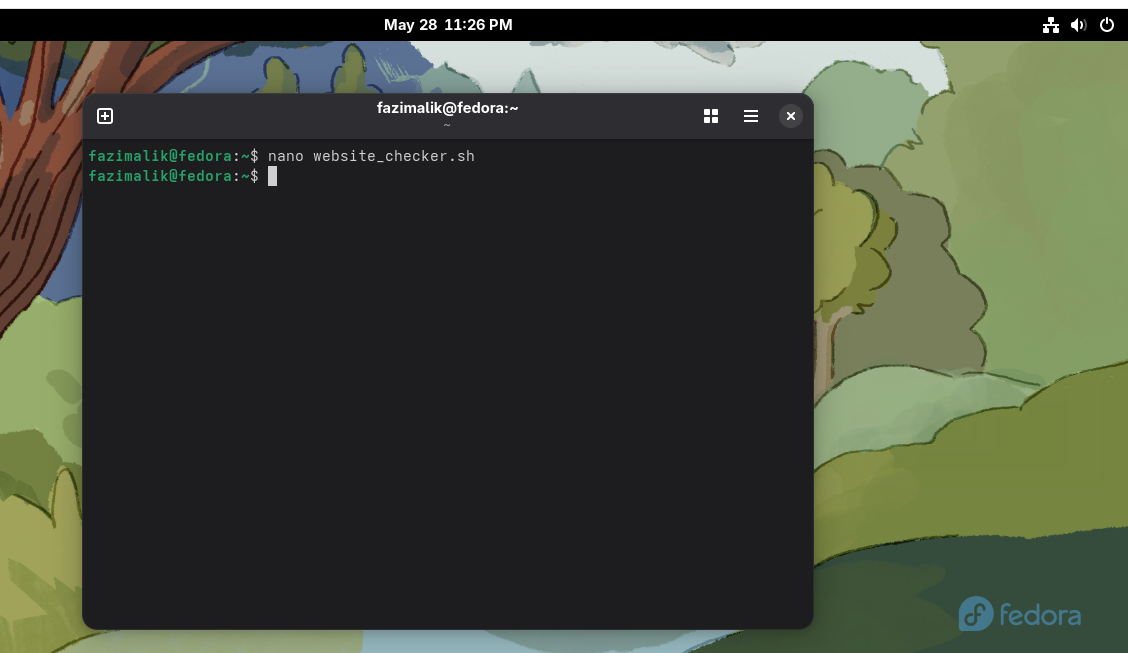 May 28 11:26 PM
fazimalik@fedora:~
~
fazimalik@fedora:~$ nano website_checker.sh
fazimalik@fedora:~$
fedora